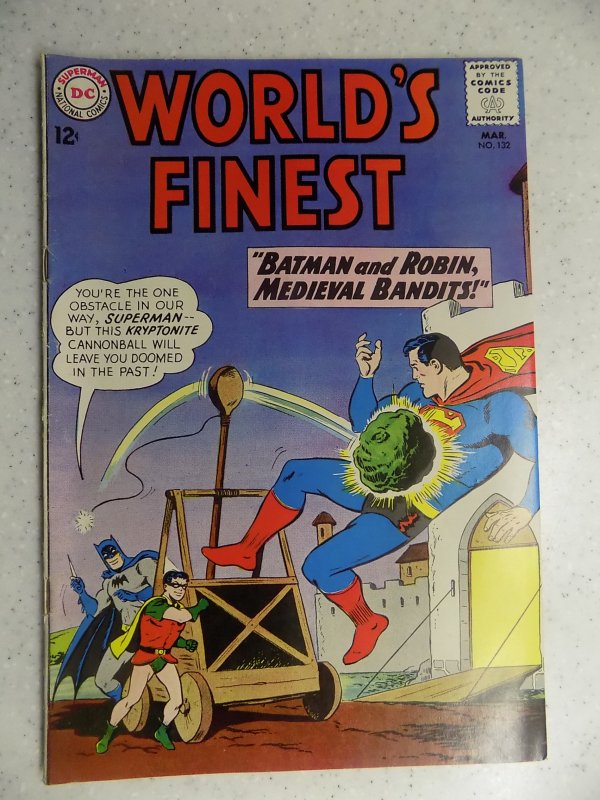 SUPERMAN
DC
NATIONAL COMICS
12¢
WORLD'S
FINEST
APPROVED
BY THE
COMICS
CODE
CA
AUTHORITY
MAR.
NO. 132
"BATMAN and ROBIN,
MEDIEVAL BANDITS!"
YOU'RE THE ONE
OBSTACLE IN OUR
WAY, SUPERMAN--
BUT THIS KRYPTONITE
CANNONBALL WILL
LEAVE YOU DOOMED
IN THE PAST!
S
R